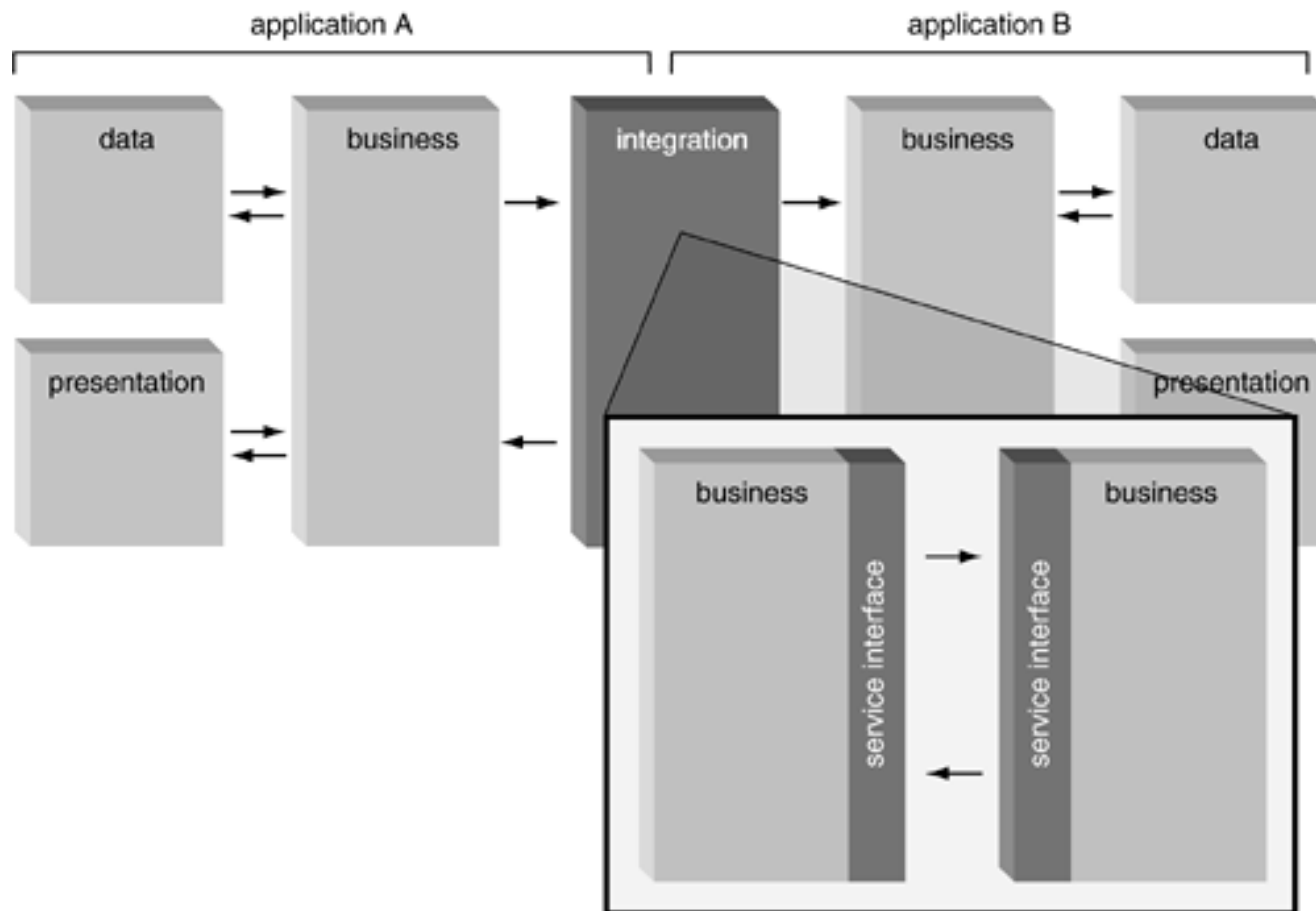 application A
application B
data
business
integration
business
data
presentation
presentation
business
service interface
service interface
business